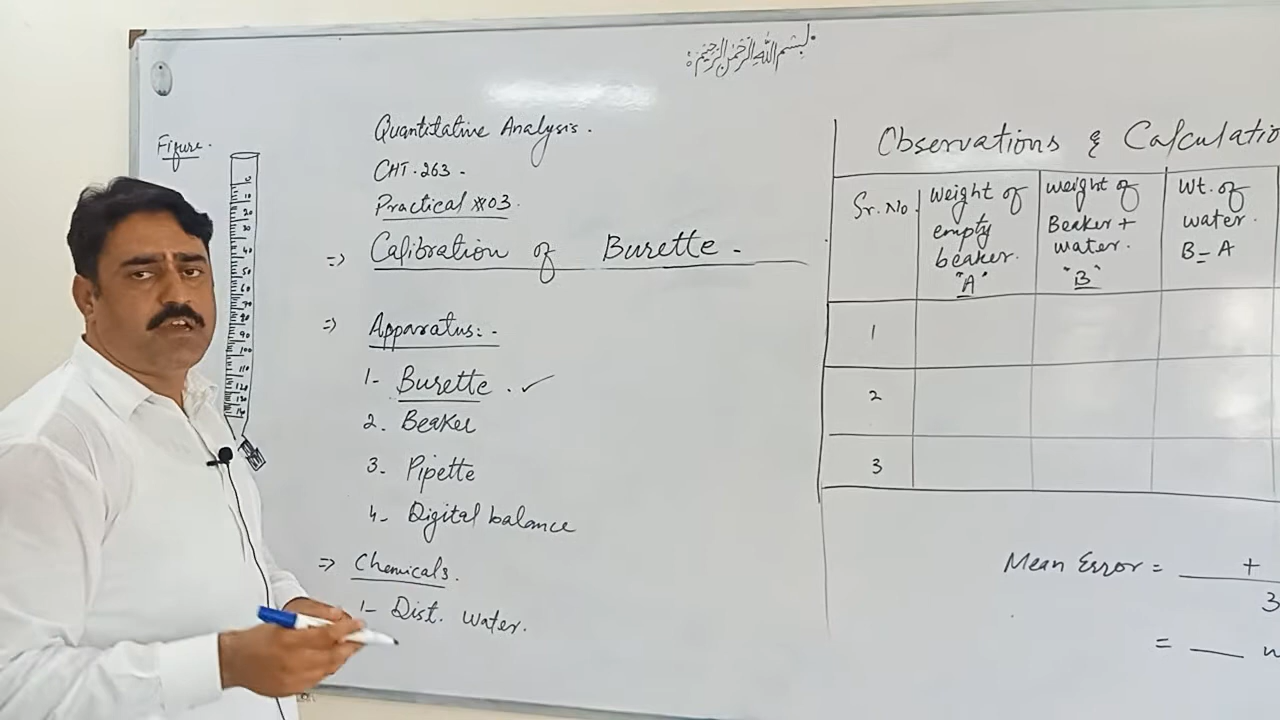 بسم الله الرحمن الرحيم:
Figure.
Quantitative Analysis.
CHT.263.
Practical #03.
=> Calibration of Burette.
=> Apparatus:-
1- Burette. ✓
2. Beaker
3- Pipette
4- Digital balance
=> Chemicals.
1- Dist. water.
Observations & Calculatio
Sr. No.
weight of empty beaker. "A"
weight of Beaker + water. "B"
Wt. of water. B-A
1
2
3
Mean Error = ___ +
3
= ___